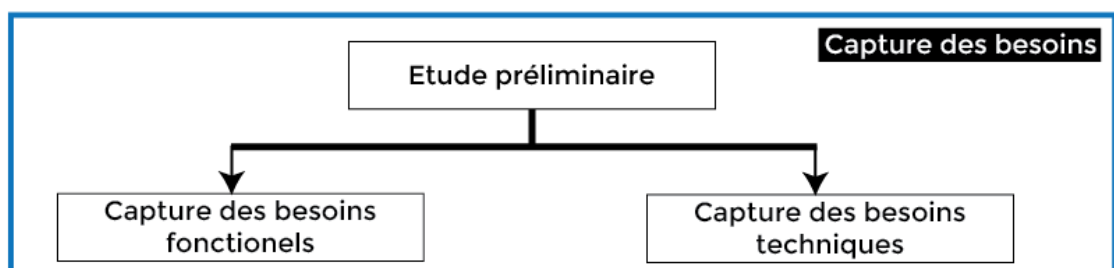 Capture des besoins
Etude préliminaire
Capture des besoins
fonctionels
Capture des besoins
techniques